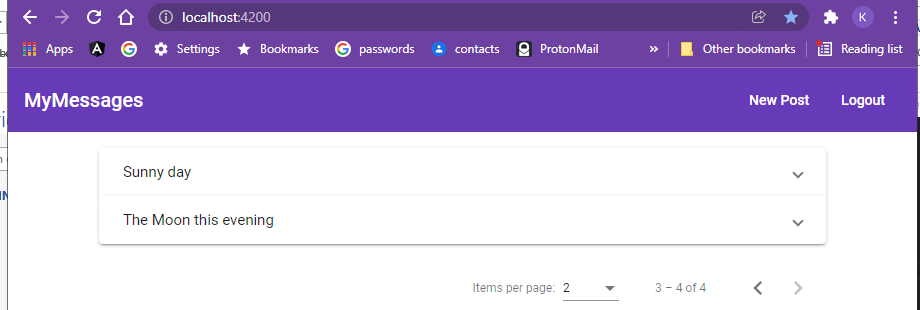 localhost:4200
K
Apps Settings Bookmarks passwords contacts ProtonMail » Other bookmarks Reading list
MyMessages New Post Logout
Sunny day
The Moon this evening
Items per page: 2 3 – 4 of 4